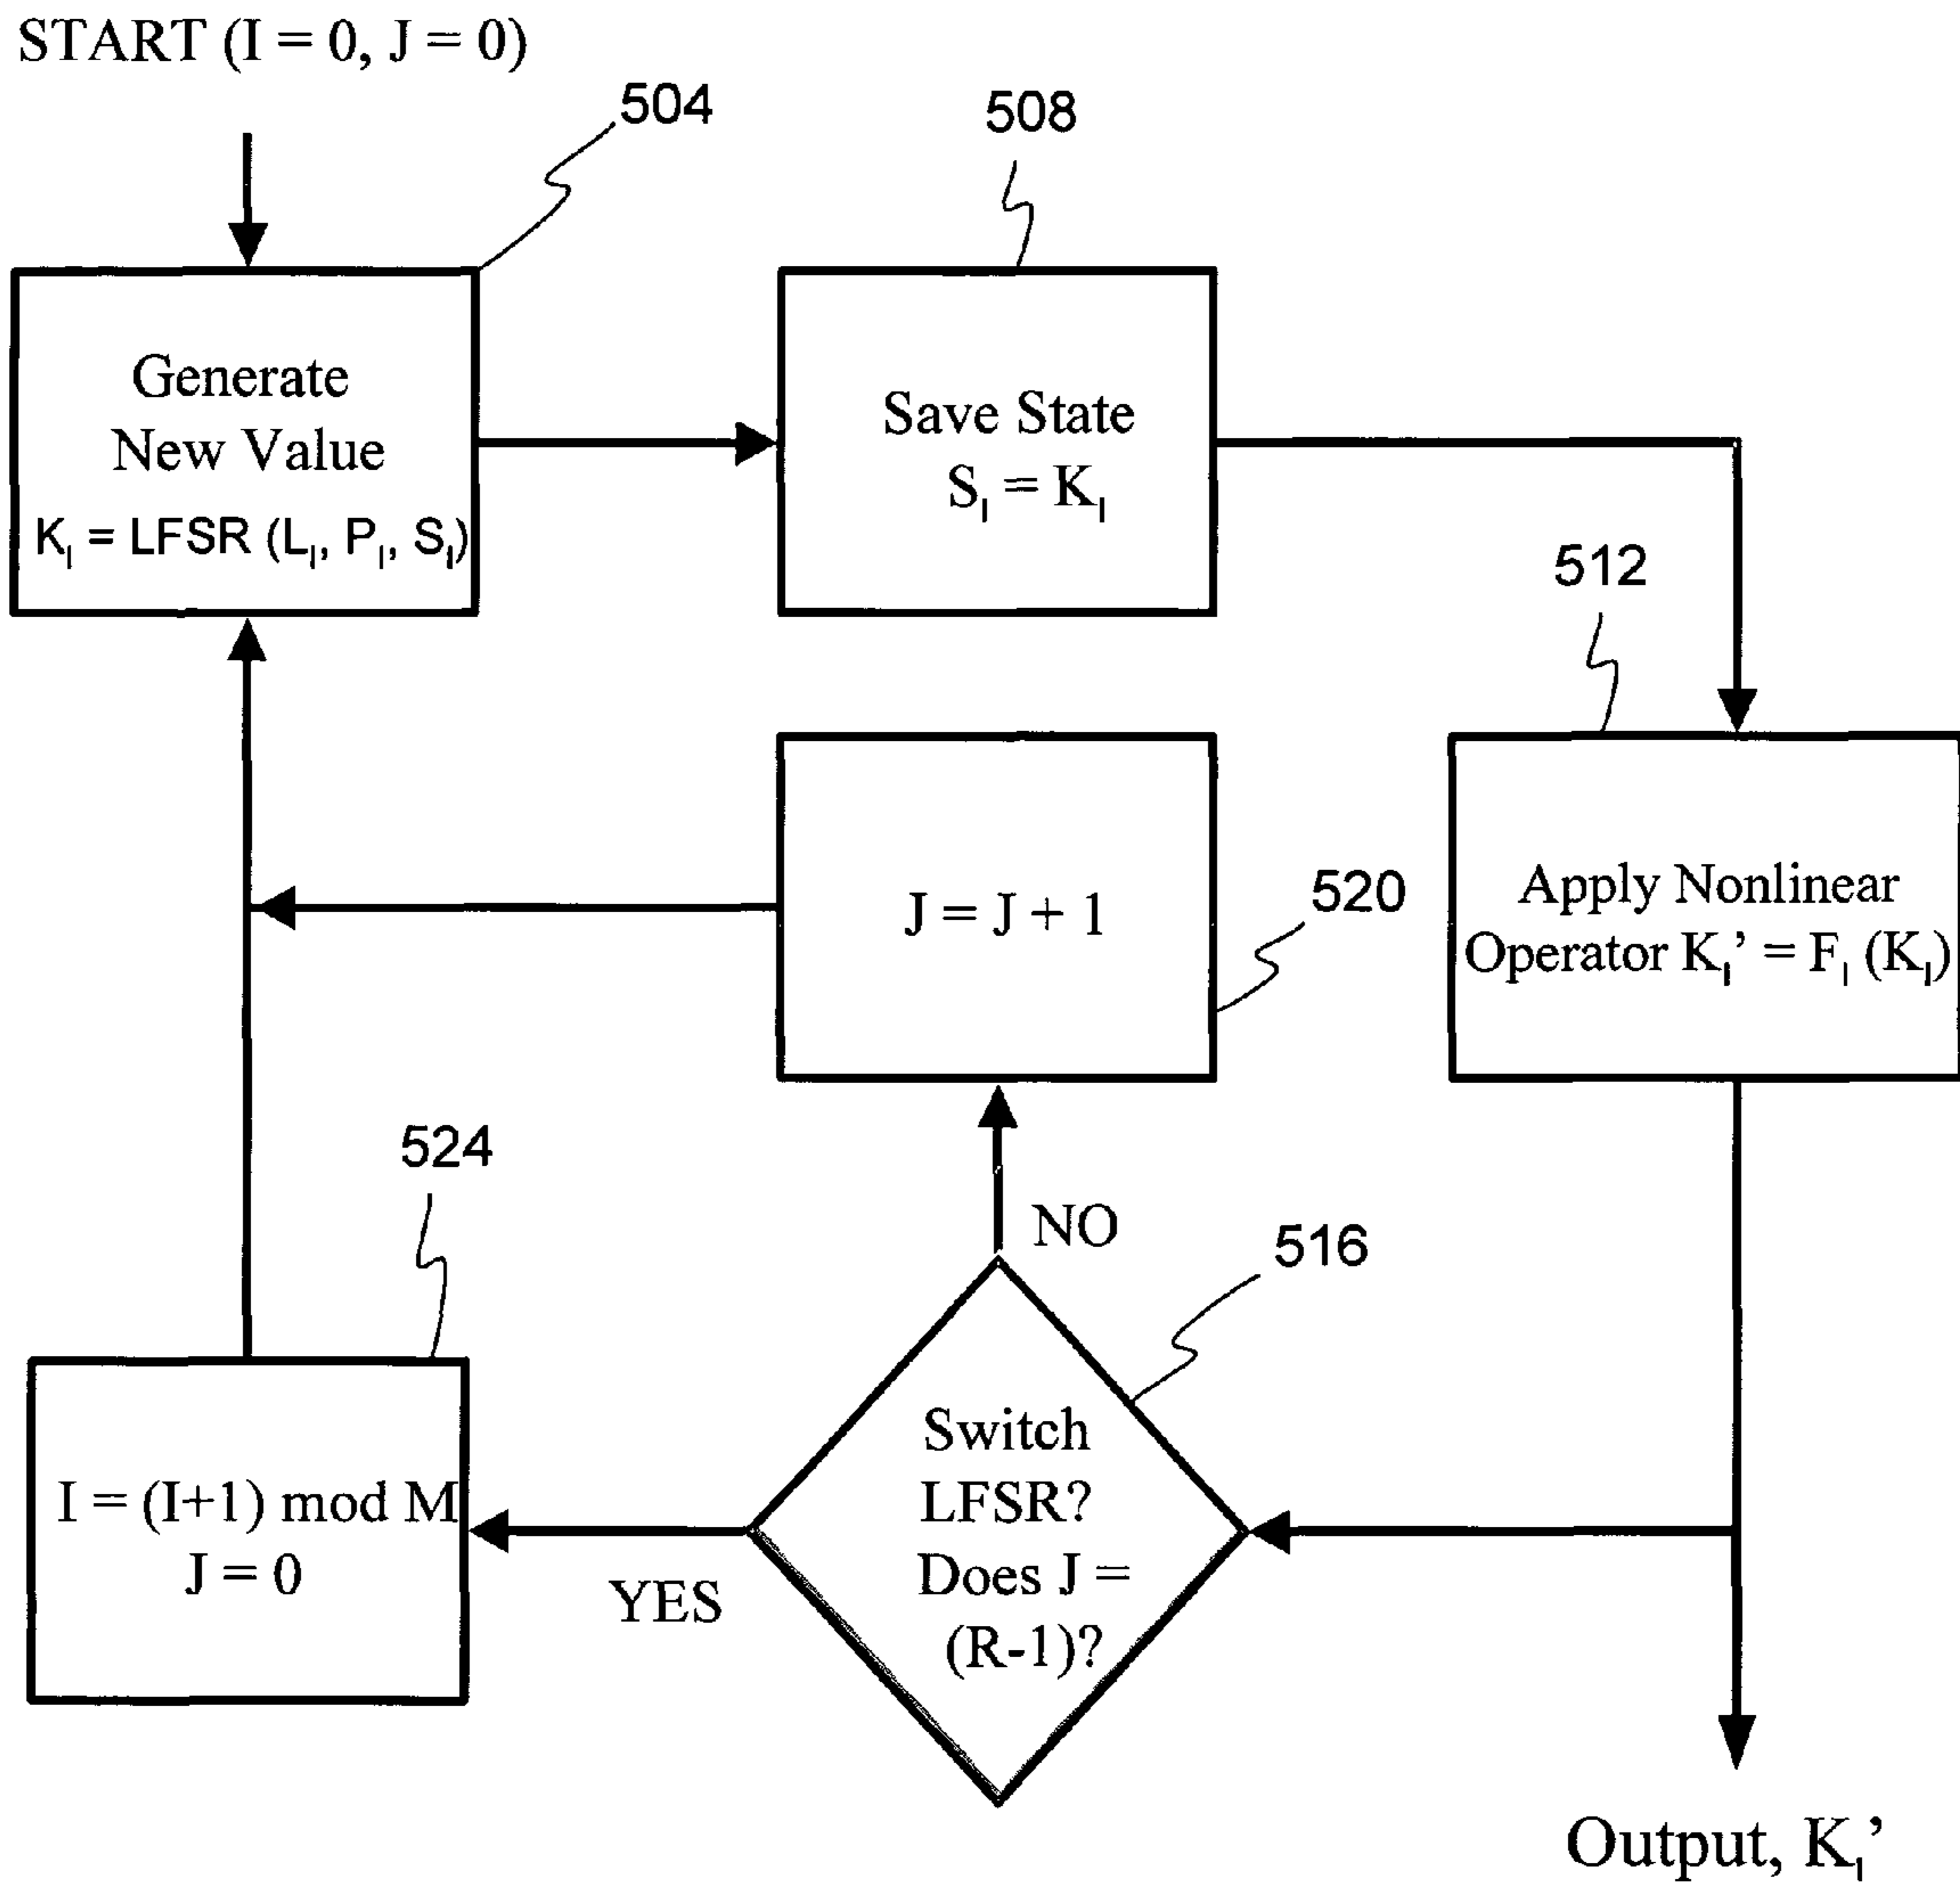 START (I = 0, J = 0)
504
508
Generate
New Value
K_I = LFSR (L_I, P_I, S_I)
Save State
S_I = K_I
512
Apply Nonlinear
Operator K_I’ = F_I (K_I)
J = J + 1
520
524
NO
516
I = (I+1) mod M
J = 0
YES
Switch
LFSR?
Does J =
(R-1)?
Output, K_I’